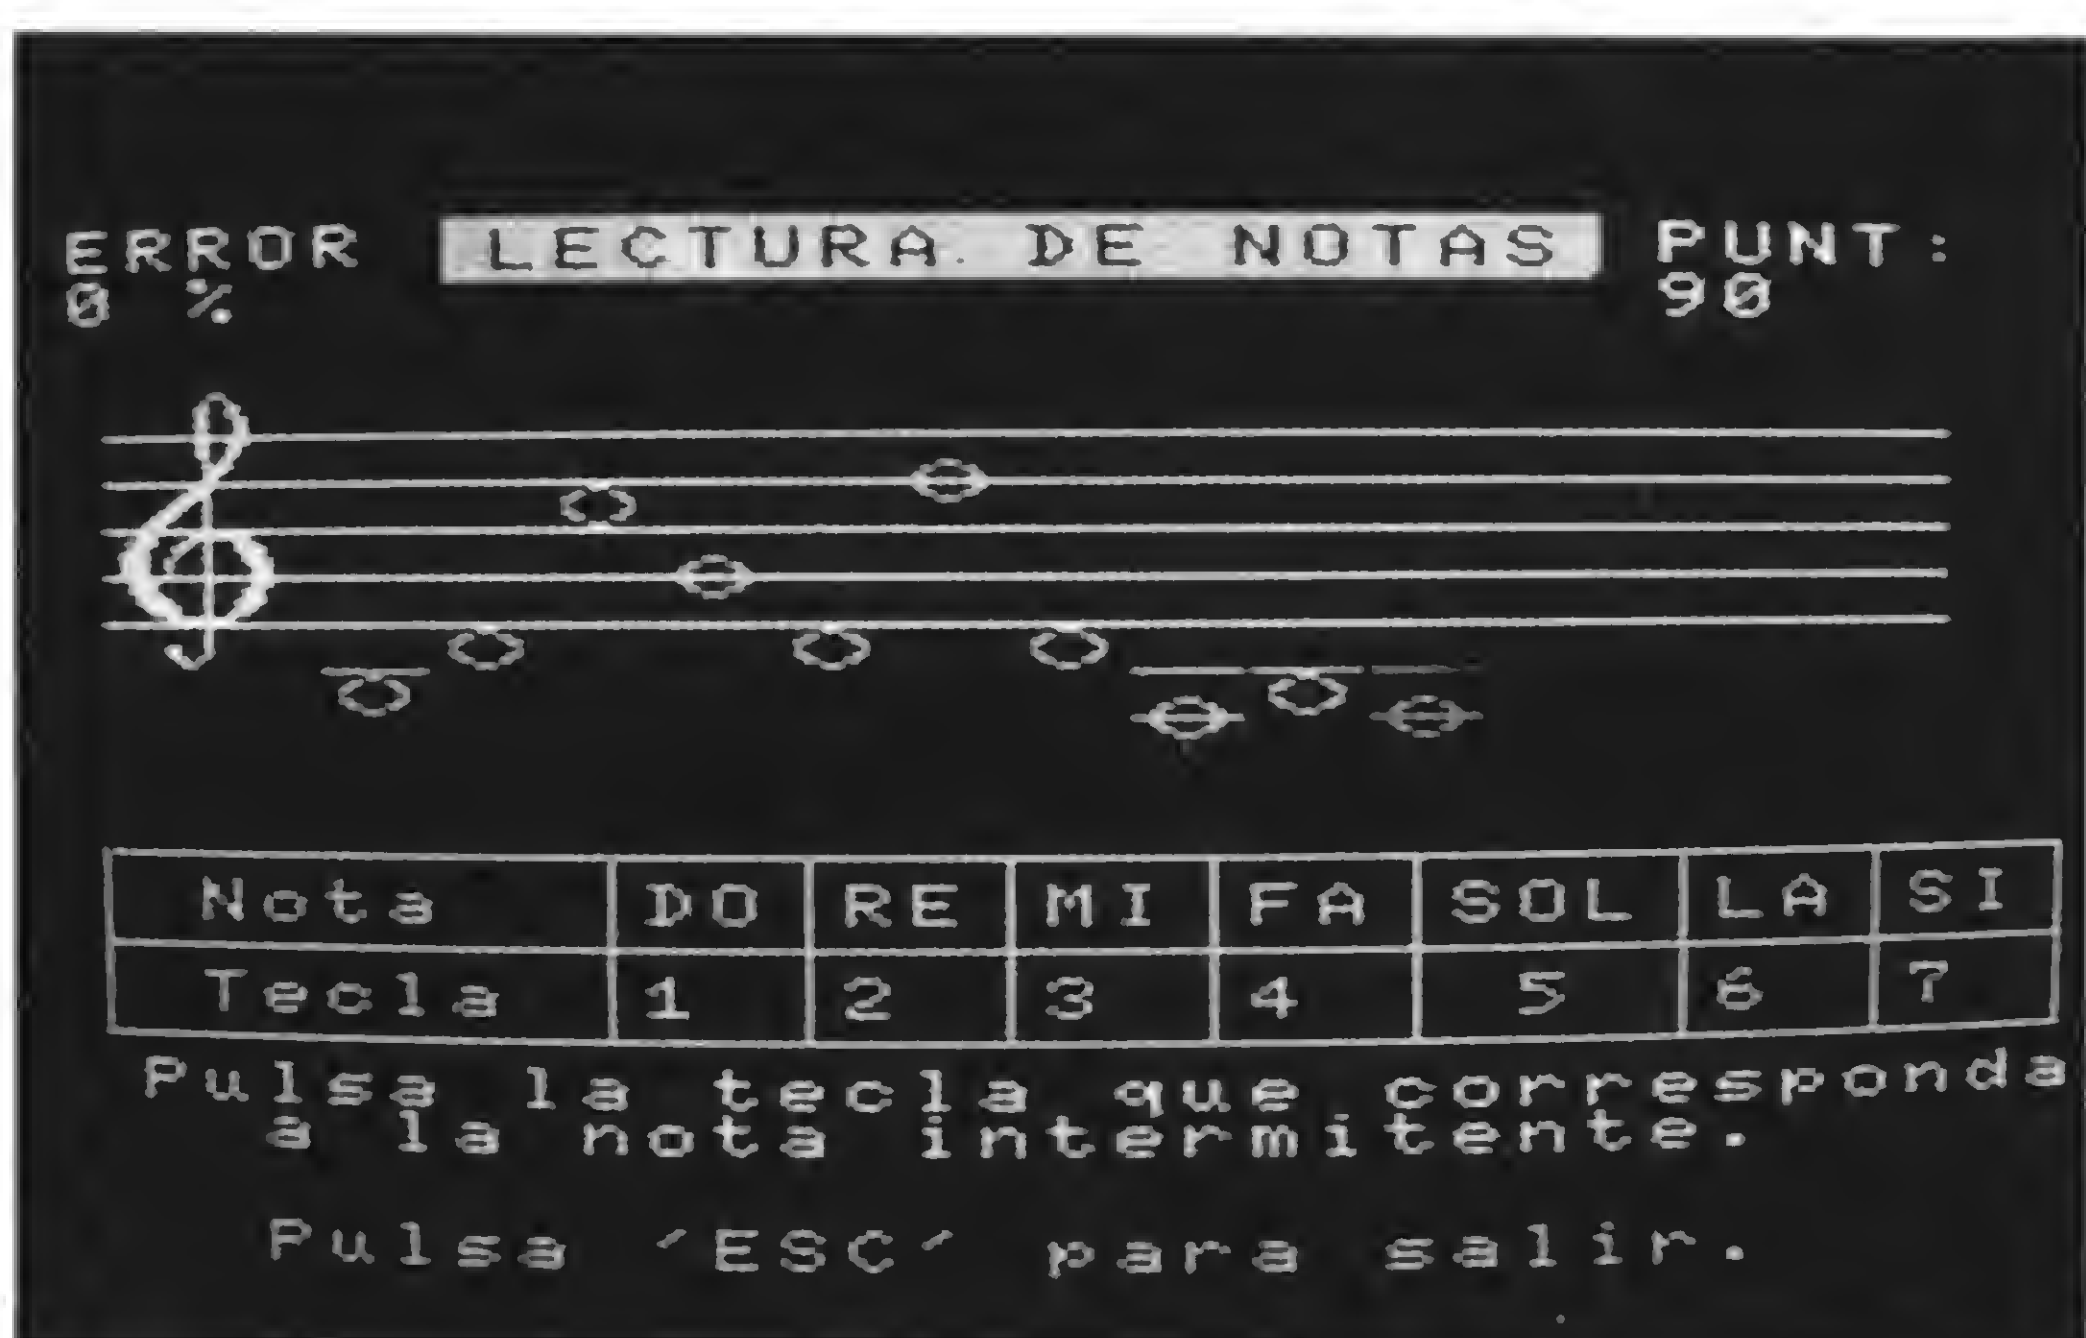 ERROR LECTURA DE NOTAS PUNT:
0 % 90
Nota DO RE MI FA SOL LA SI
Tecla 1 2 3 4 5 6 7
Pulsa la tecla que corresponda
a la nota intermitente.
Pulsa 'ESC' para salir.